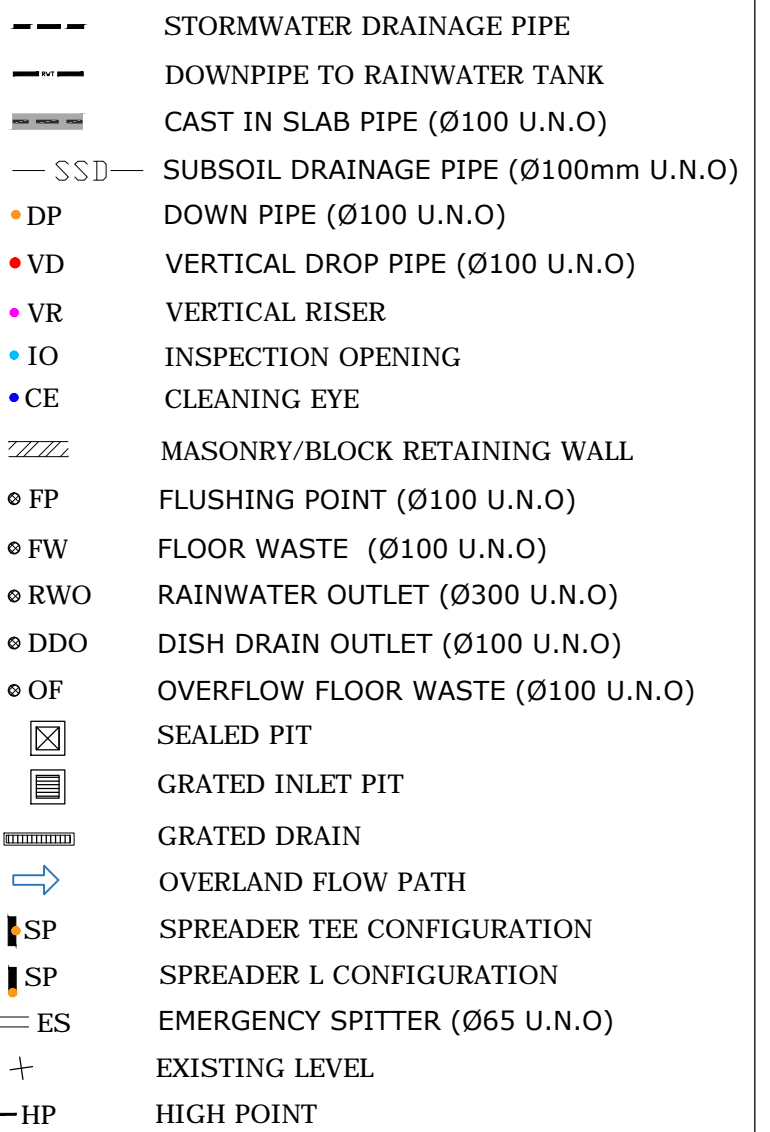 STORMWATER DRAINAGE PIPE
RWT DOWNPIPE TO RAINWATER TANK
CAST IN SLAB PIPE (Ø100 U.N.O)
SSD SUBSOIL DRAINAGE PIPE (Ø100mm U.N.O)
DP DOWN PIPE (Ø100 U.N.O)
VD VERTICAL DROP PIPE (Ø100 U.N.O)
VR VERTICAL RISER
IO INSPECTION OPENING
CE CLEANING EYE
MASONRY/BLOCK RETAINING WALL
FP FLUSHING POINT (Ø100 U.N.O)
FW FLOOR WASTE (Ø100 U.N.O)
RWO RAINWATER OUTLET (Ø300 U.N.O)
DDO DISH DRAIN OUTLET (Ø100 U.N.O)
OF OVERFLOW FLOOR WASTE (Ø100 U.N.O)
SEALED PIT
GRATED INLET PIT
GRATED DRAIN
OVERLAND FLOW PATH
SP SPREADER TEE CONFIGURATION
SP SPREADER L CONFIGURATION
ES EMERGENCY SPITTER (Ø65 U.N.O)
EXISTING LEVEL
HP HIGH POINT